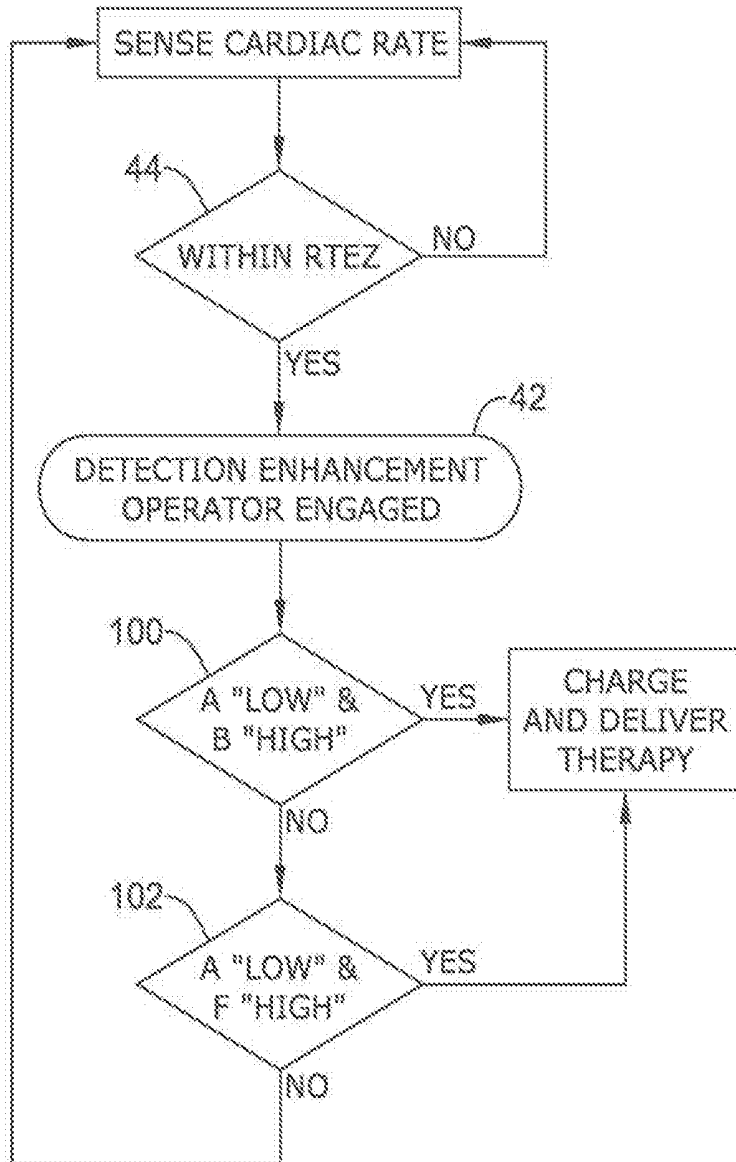 SENSE CARDIAC RATE
44
WITHIN RTEZ
NO
YES
42
DETECTION ENHANCEMENT
OPERATOR ENGAGED
100
A "LOW" &
B "HIGH"
YES
CHARGE
AND DELIVER
THERAPY
NO
102
A "LOW" &
F "HIGH"
YES
NO